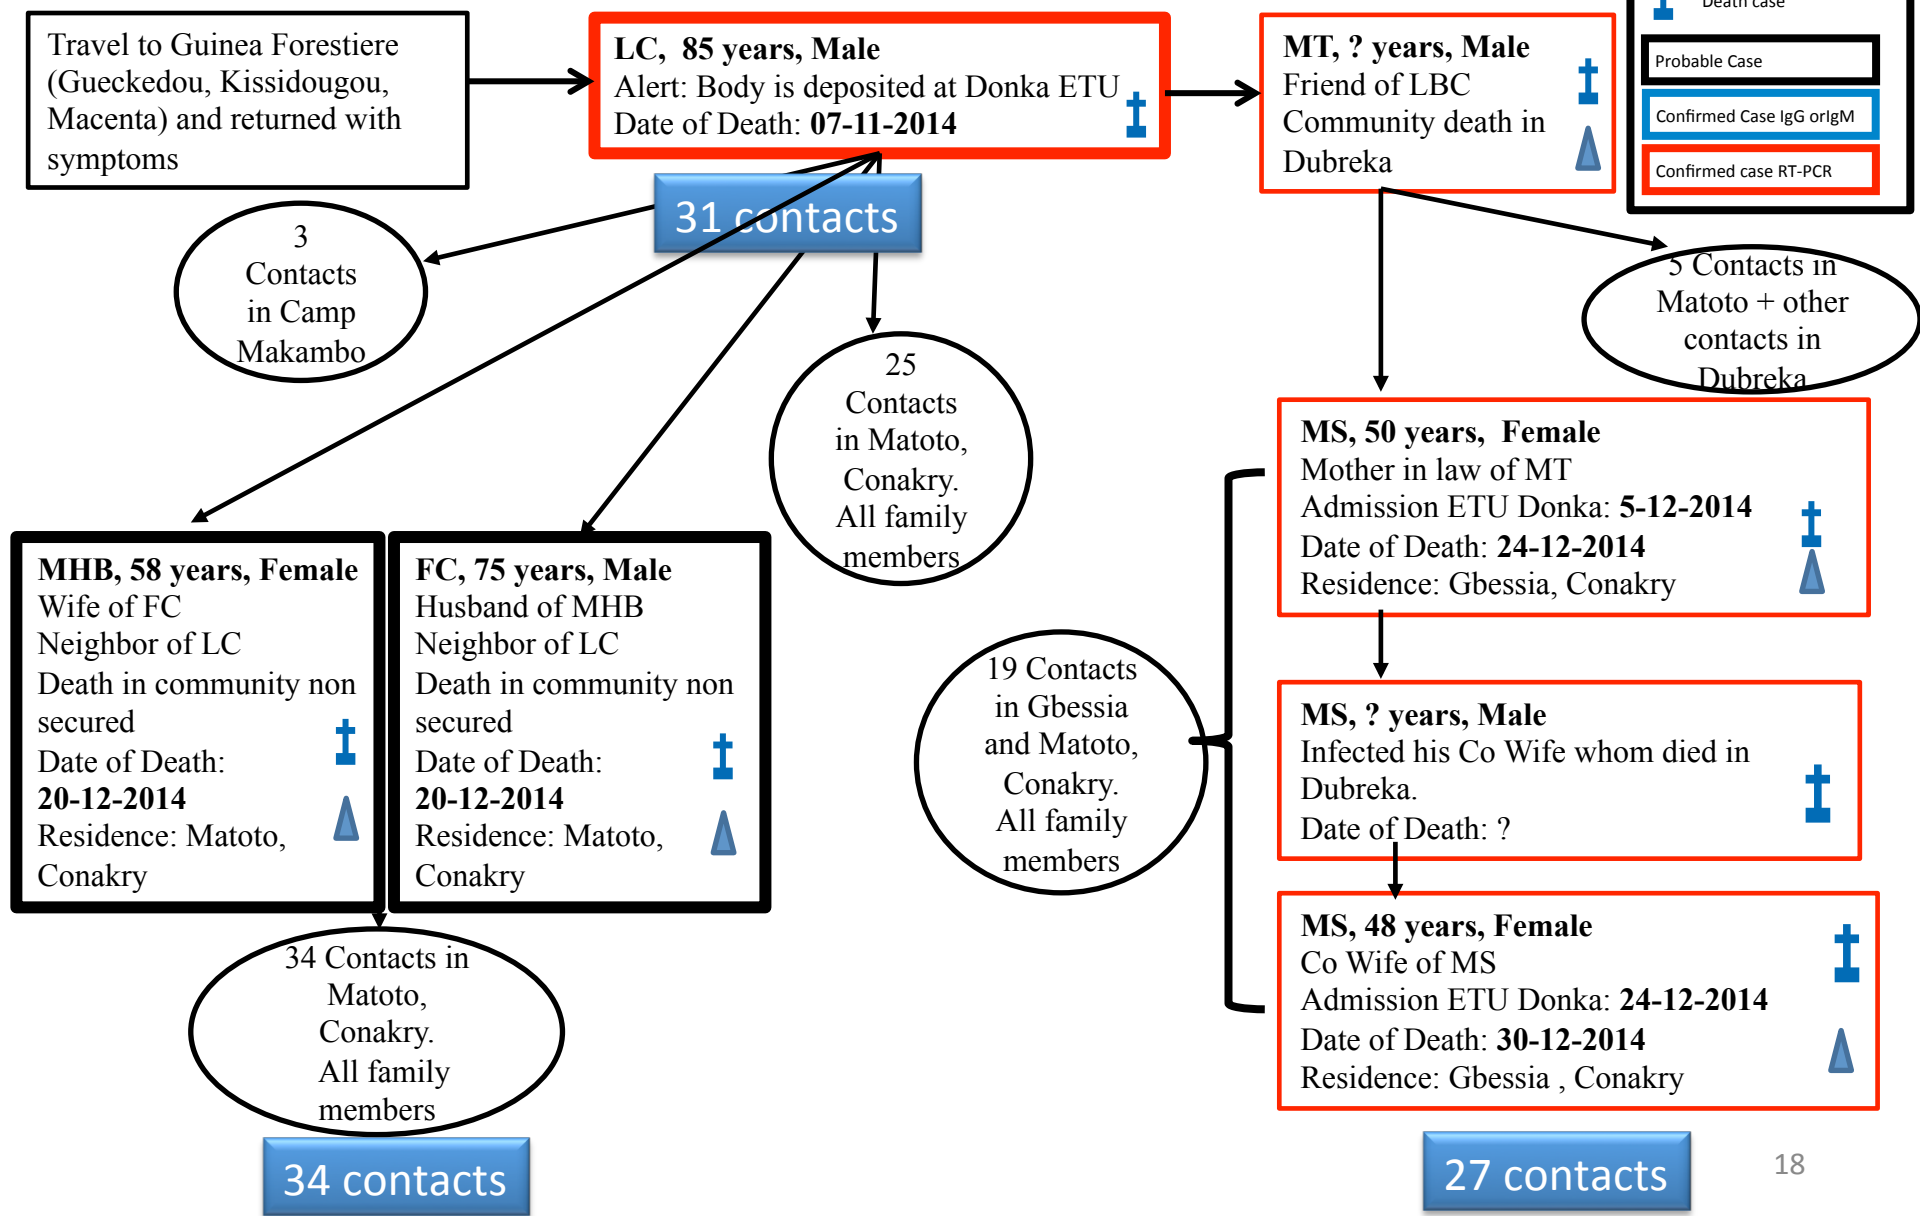 Travel to Guinea Forestiere
(Gueckedou, Kissidougou,
Macenta) and returned with
symptoms
LC,  85 years, Male
Alert: Body is deposited at Donka ETU
Date of Death: 07-11-2014
MT, ? years, Male
Friend of LBC
Community death in
Dubreka
Death case
Probable Case
Confirmed Case IgG orIgM
Confirmed case RT-PCR
31 contacts
3
Contacts
in Camp
Makambo
25
Contacts
in Matoto,
Conakry.
All family
members
5 Contacts in
Matoto + other
contacts in
Dubreka
MHB, 58 years, Female
Wife of FC
Neighbor of LC
Death in community non
secured
Date of Death:
20-12-2014
Residence: Matoto,
Conakry
FC, 75 years, Male
Husband of MHB
Neighbor of LC
Death in community non
secured
Date of Death:
20-12-2014
Residence: Matoto,
Conakry
34 Contacts in
Matoto,
Conakry.
All family
members
34 contacts
19 Contacts
in Gbessia
and Matoto,
Conakry.
All family
members
MS, 50 years,  Female
Mother in law of MT
Admission ETU Donka: 5-12-2014
Date of Death: 24-12-2014
Residence: Gbessia, Conakry
MS, ? years, Male
Infected his Co Wife whom died in
Dubreka.
Date of Death: ?
MS, 48 years, Female
Co Wife of MS
Admission ETU Donka: 24-12-2014
Date of Death: 30-12-2014
Residence: Gbessia , Conakry
27 contacts
18